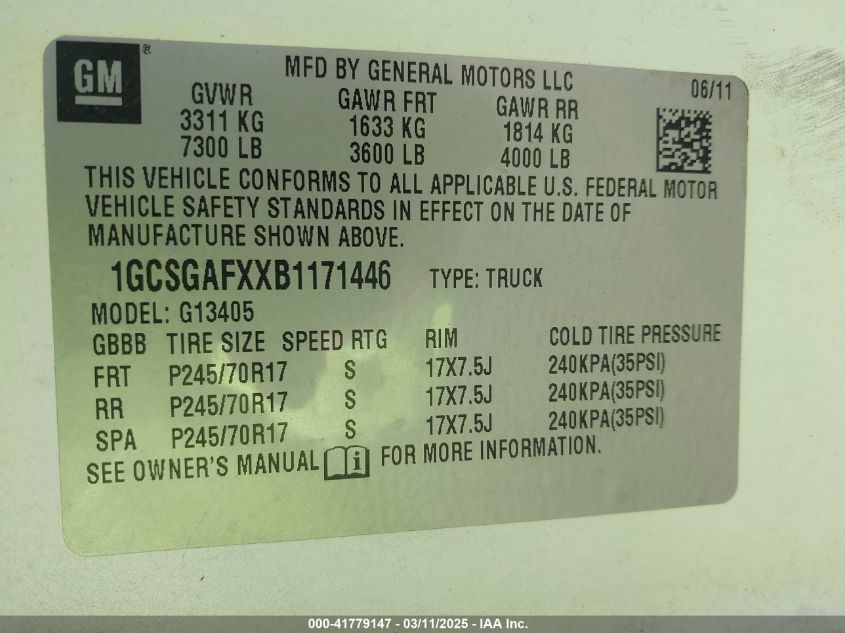 GM ®
MFD BY GENERAL MOTORS LLC
06/11
GVWR GAWR FRT GAWR RR
3311 KG 1633 KG 1814 KG
7300 LB 3600 LB 4000 LB
THIS VEHICLE CONFORMS TO ALL APPLICABLE U.S. FEDERAL MOTOR
VEHICLE SAFETY STANDARDS IN EFFECT ON THE DATE OF
MANUFACTURE SHOWN ABOVE.
1GCSGAFXXB1171446 TYPE: TRUCK
MODEL: G13405
GBBB TIRE SIZE SPEED RTG RIM COLD TIRE PRESSURE
FRT P245/70R17 S 17X7.5J 240KPA(35PSI)
RR P245/70R17 S 17X7.5J 240KPA(35PSI)
SPA P245/70R17 S 17X7.5J 240KPA(35PSI)
SEE OWNER'S MANUAL i FOR MORE INFORMATION.
000-41779147 - 03/11/2025 - IAA Inc.